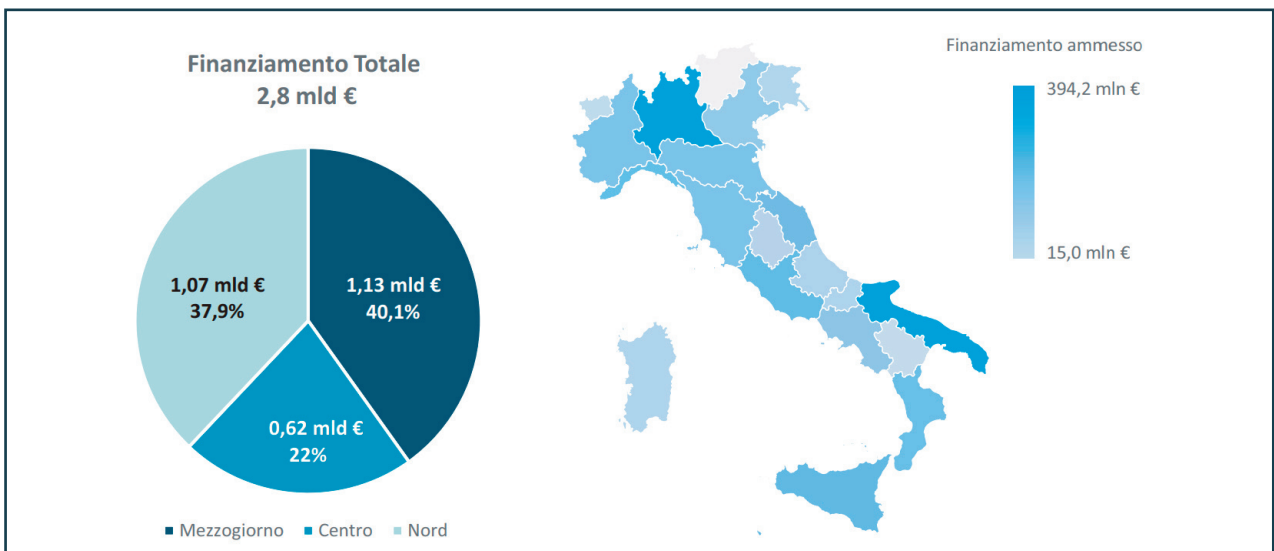 Finanziamento Totale
2,8 mld €
1,07 mld €
37,9%
1,13 mld €
40,1%
0,62 mld €
22%
Mezzogiorno Centro Nord
Finanziamento ammesso
394,2 mln €
15,0 mln €